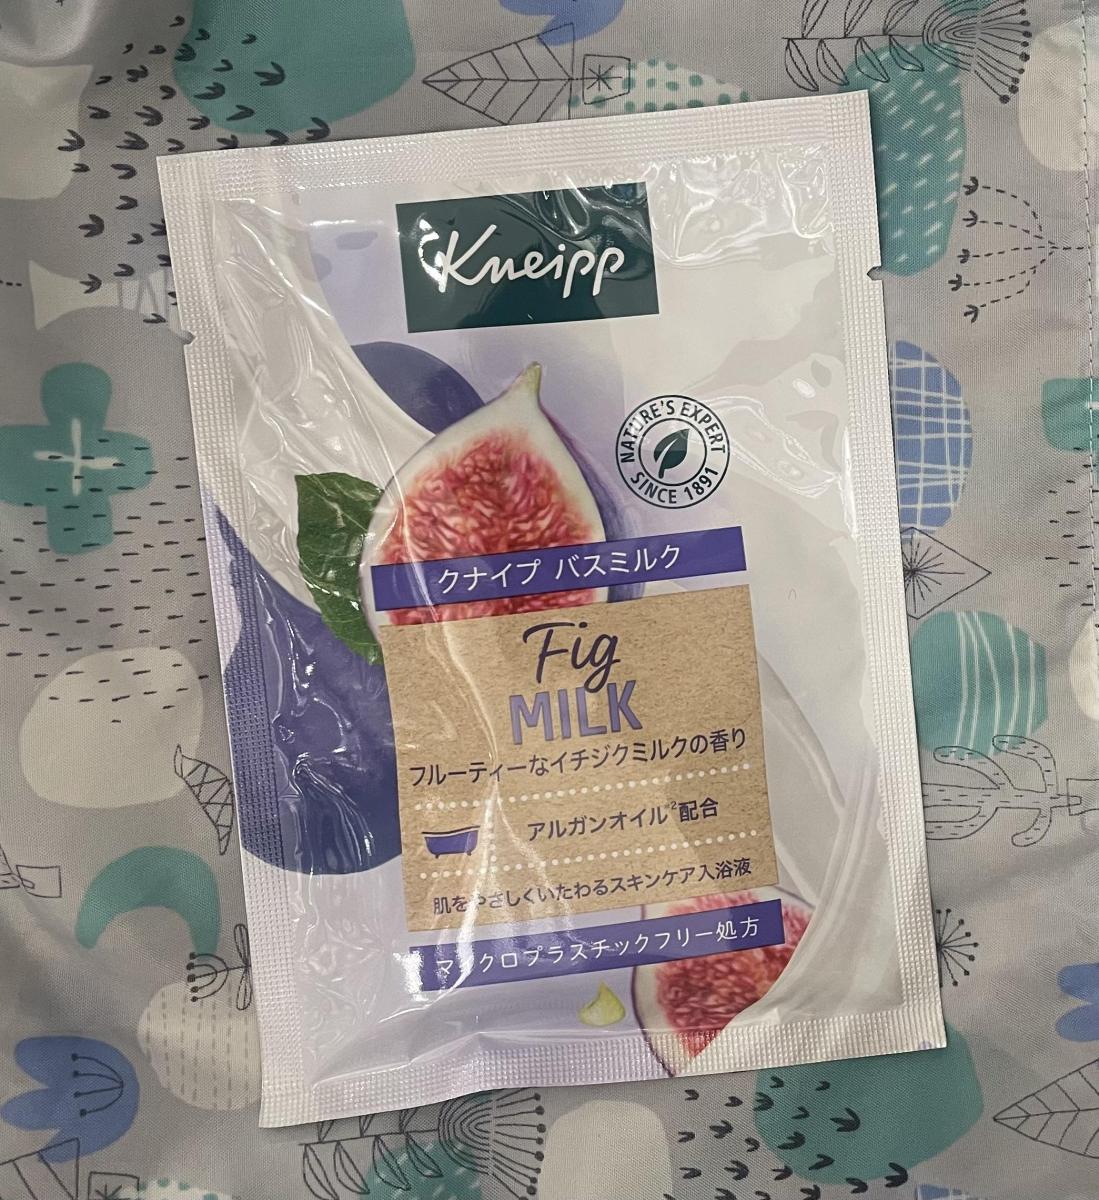 Kneipp
NATURE'S EXPERT
SINCE 1891
クナイプ バスミルク
Fig
MILK
フルーティーなイチジクミルクの香り
アルガンオイル*2配合
肌をやさしくいたわるスキンケア入浴液
マイクロプラスチックフリー処方